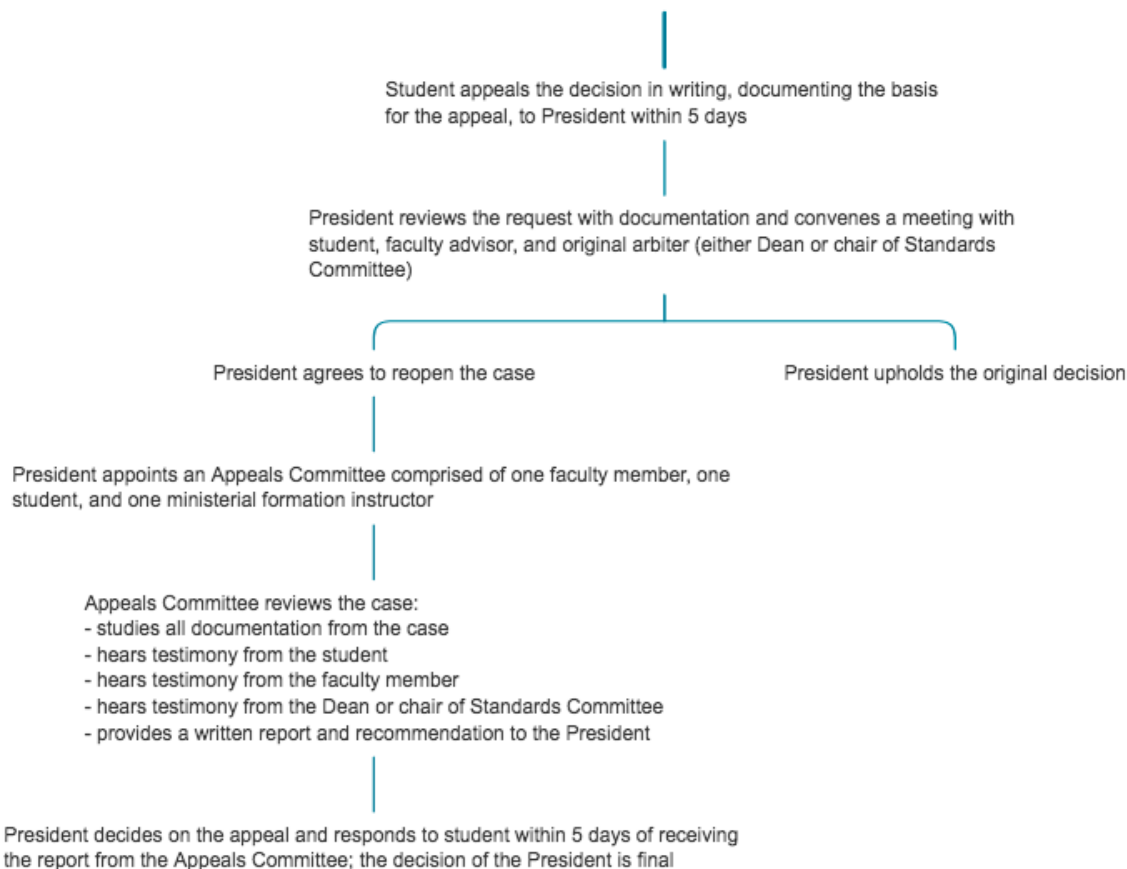 Student appeals the decision in writing, documenting the basis
for the appeal, to President within 5 days
President reviews the request with documentation and convenes a meeting with
student, faculty advisor, and original arbiter (either Dean or chair of Standards
Committee)
President agrees to reopen the case
President upholds the original decision
President appoints an Appeals Committee comprised of one faculty member, one
student, and one ministerial formation instructor
Appeals Committee reviews the case:
- studies all documentation from the case
- hears testimony from the student
- hears testimony from the faculty member
- hears testimony from the Dean or chair of Standards Committee
- provides a written report and recommendation to the President
President decides on the appeal and responds to student within 5 days of receiving
the report from the Appeals Committee; the decision of the President is final